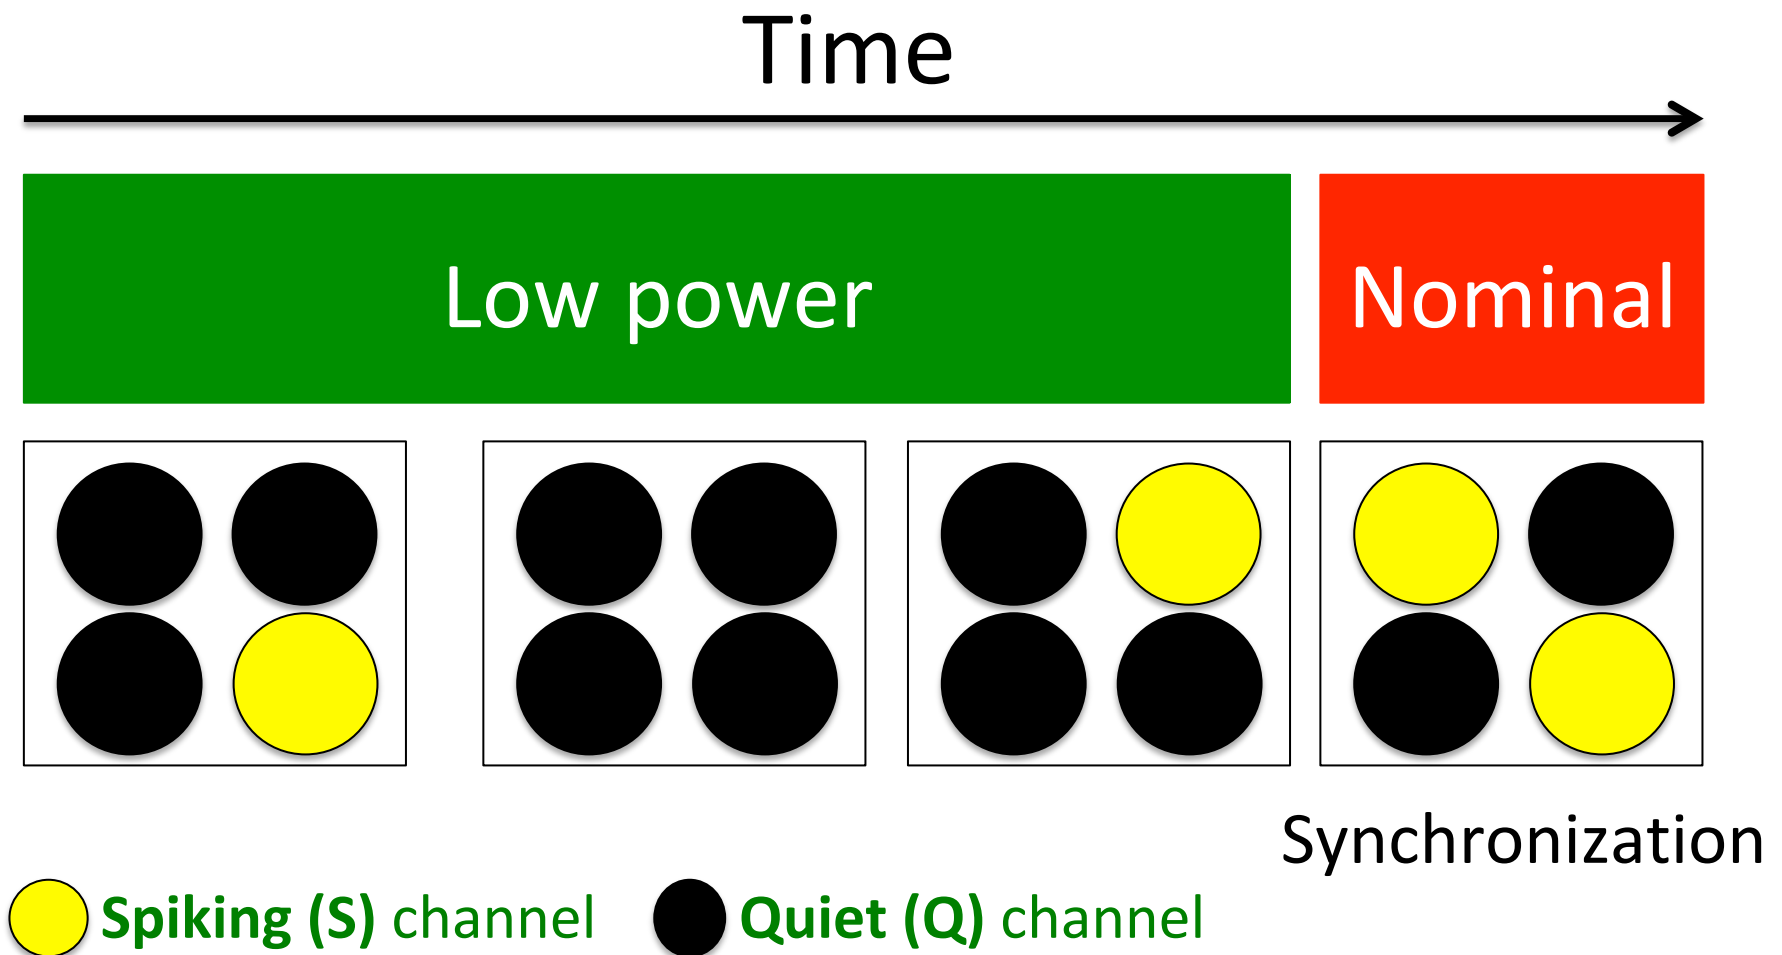 Time
Low power
Nominal
Synchronization
Spiking (S) channel
Quiet (Q) channel